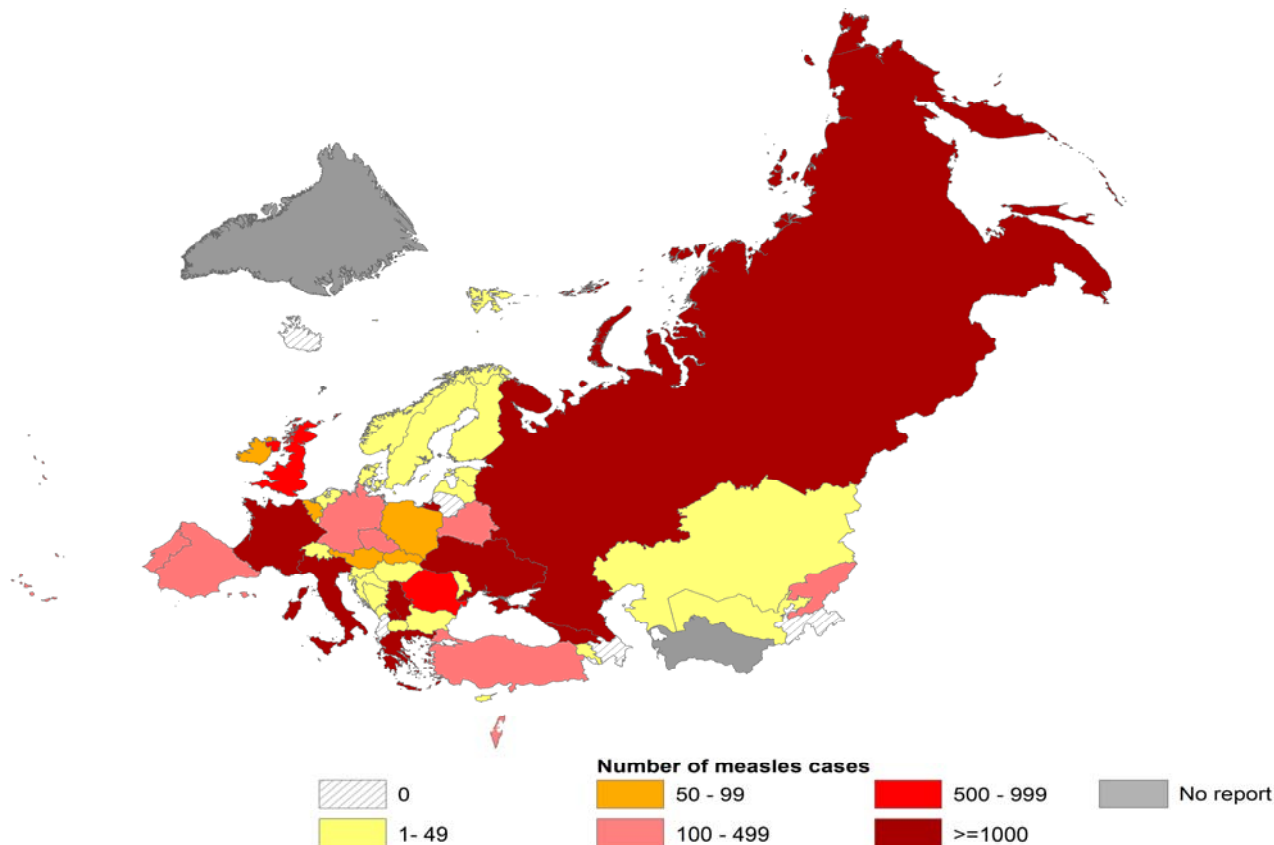 Number of measles cases
0 50 - 99 500 - 999 No report
1- 49 100 - 499 >=1000